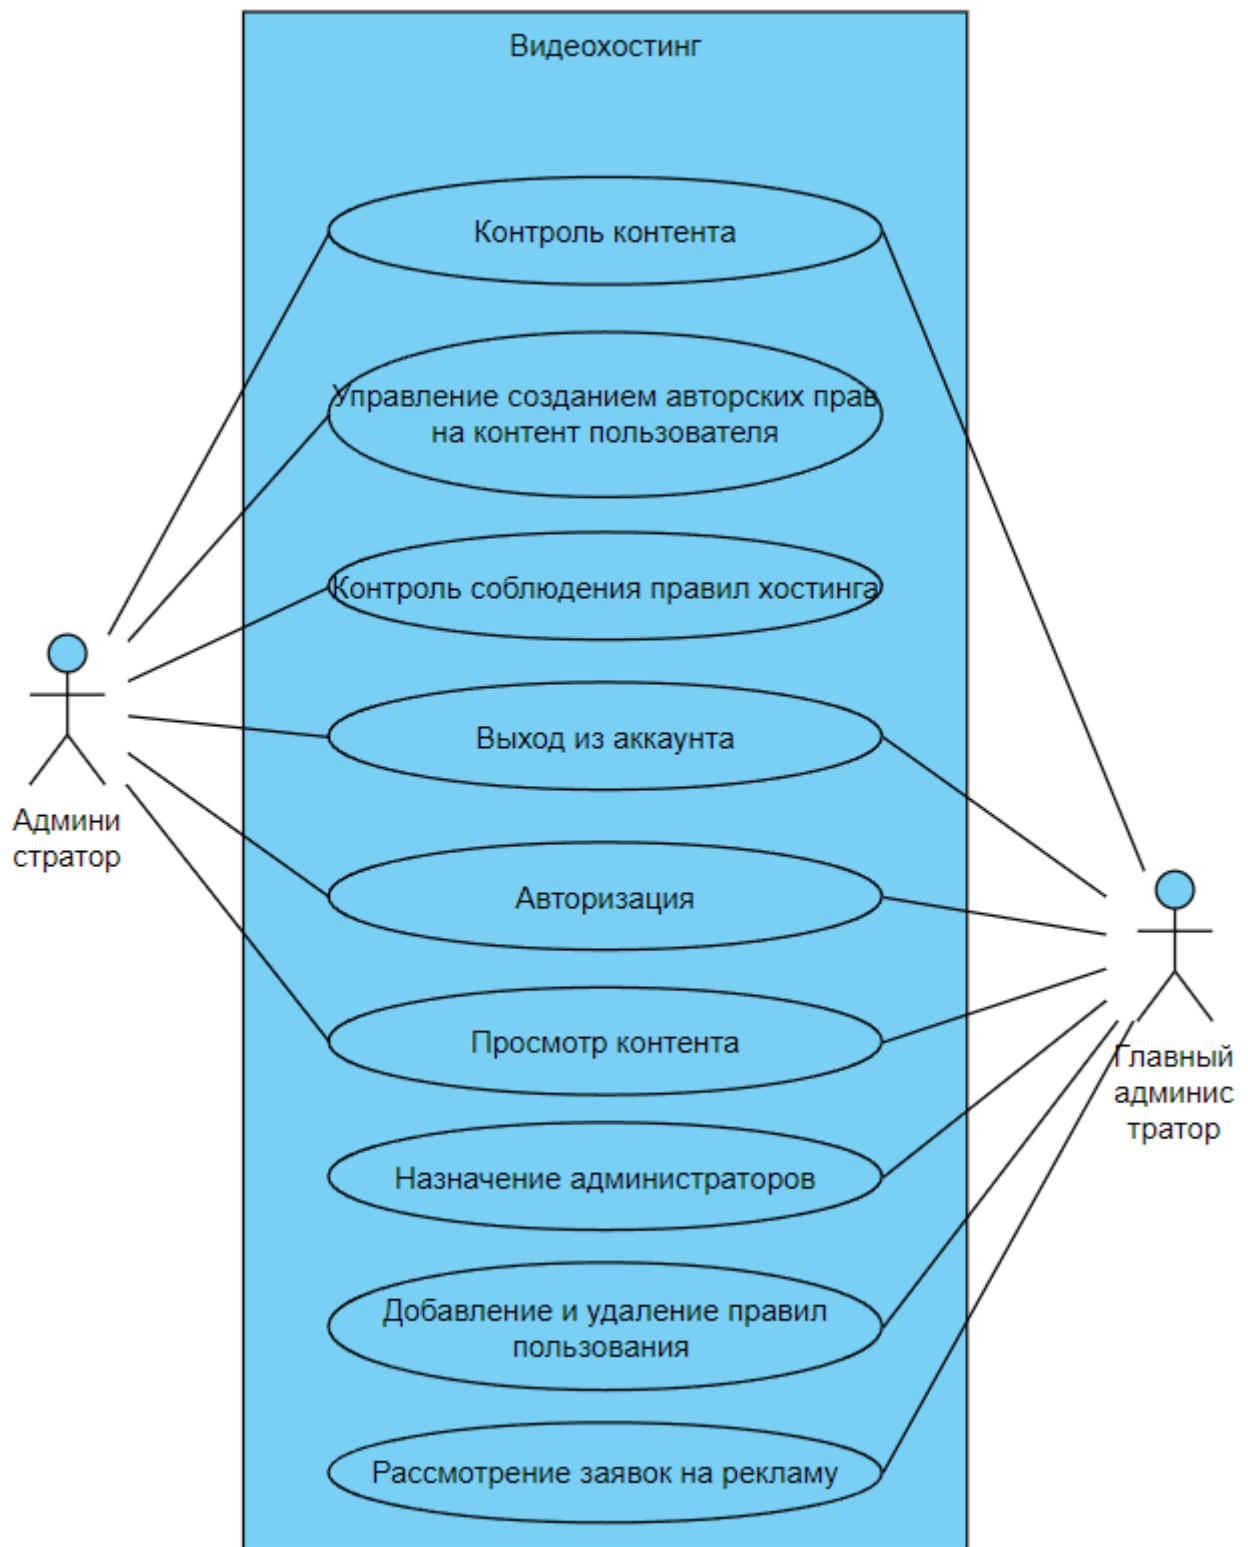 Видеохостинг
Контроль контента
Управление созданием авторских прав
на контент пользователя
Контроль соблюдения правил хостинга
Выход из аккаунта
Админи
стратор
Авторизация
Просмотр контента
Главный
админис
тратор
Назначение администраторов
Добавление и удаление правил
пользования
Рассмотрение заявок на рекламу